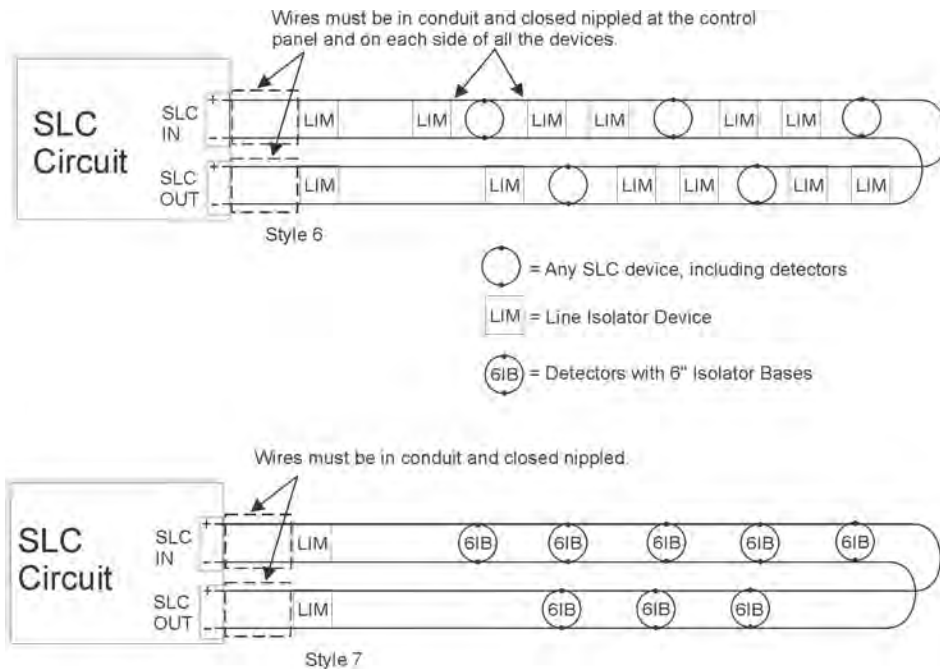 Wires must be in conduit and closed nippled at the control
panel and on each side of all the devices.
SLC
Circuit
SLC
IN
+
-
LIM
LIM
LIM
LIM
LIM
LIM
SLC
OUT
+
-
LIM
LIM
LIM
LIM
LIM
LIM
Style 6
= Any SLC device, including detectors
LIM = Line Isolator Device
6IB = Detectors with 6" Isolator Bases
Wires must be in conduit and closed nippled.
SLC
Circuit
SLC
IN
+
-
LIM
6IB
6IB
6IB
6IB
6IB
SLC
OUT
+
-
LIM
6IB
6IB
6IB
Style 7